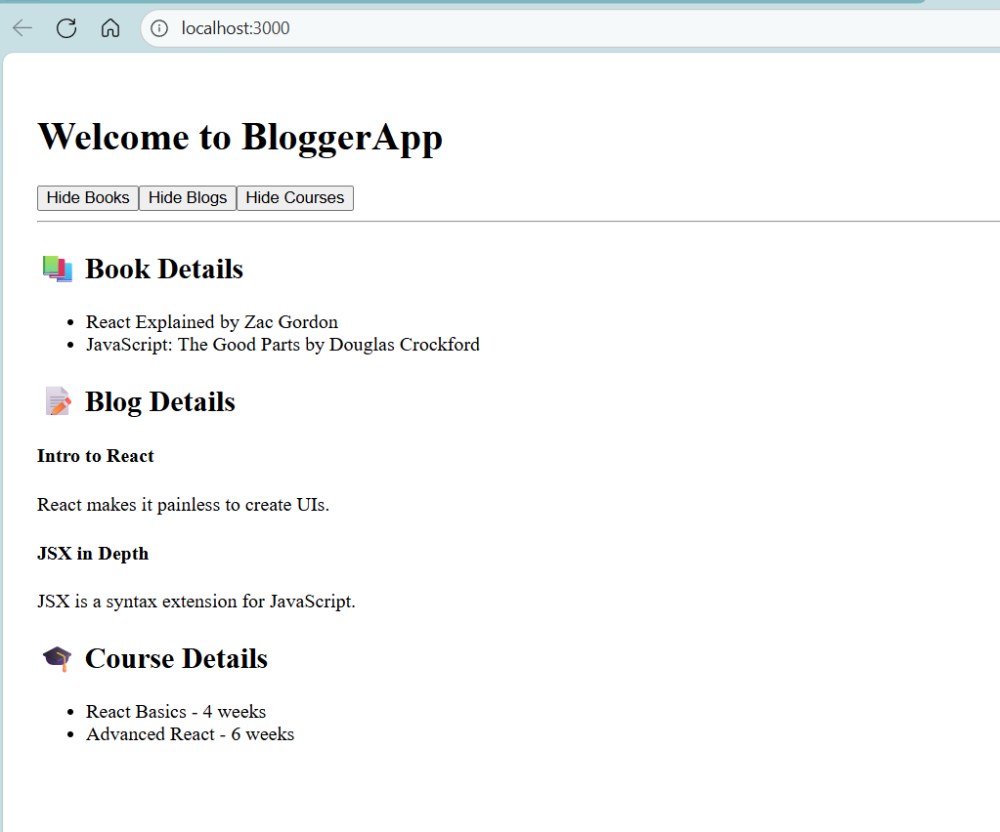 localhost:3000
Welcome to BloggerApp
Hide Books Hide Blogs Hide Courses
Book Details
React Explained by Zac Gordon
JavaScript: The Good Parts by Douglas Crockford
Blog Details
Intro to React
React makes it painless to create UIs.
JSX in Depth
JSX is a syntax extension for JavaScript.
Course Details
React Basics - 4 weeks
Advanced React - 6 weeks